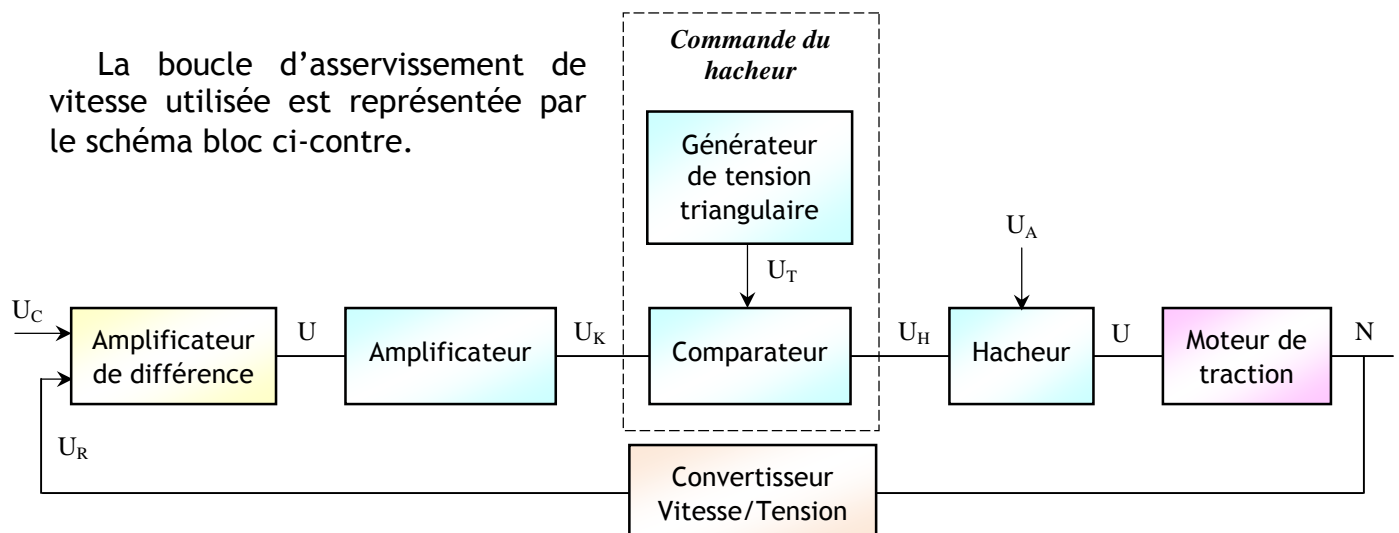 La boucle d'asservissement de
vitesse utilisée est représentée par
le schéma bloc ci-contre.
Commande du
hacheur
Générateur
de tension
triangulaire
U_T
U_A
U_C
Amplificateur
de différence
U
Amplificateur
U_K
Comparateur
U_H
Hacheur
U
Moteur de
traction
N
U_R
Convertisseur
Vitesse/Tension